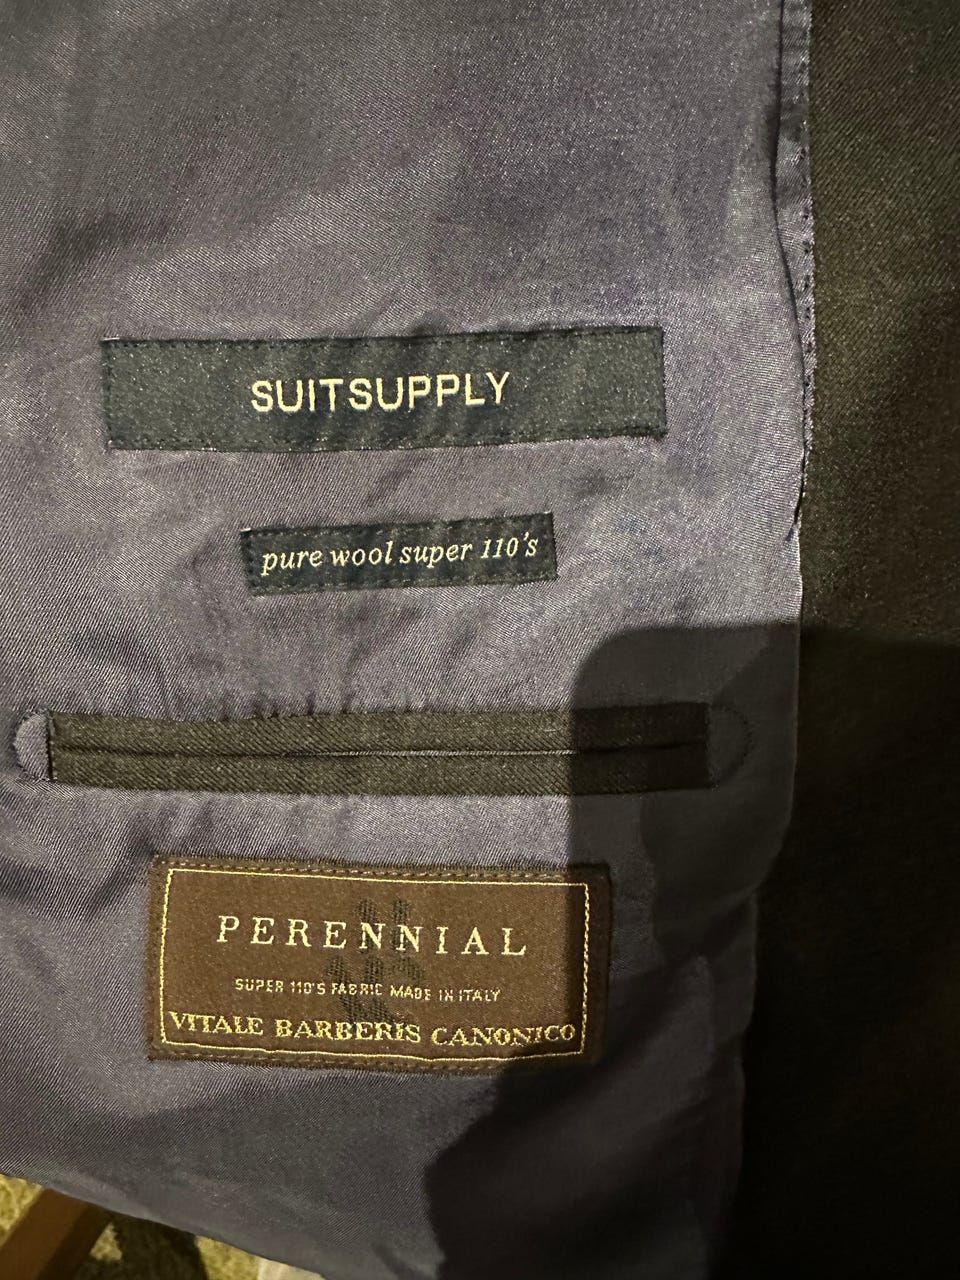 SUITSUPPLY
pure wool super 110's
PERENNIAL
SUPER 110'S FABRIC MADE IN ITALY
VITALE BARBERIS CANONICO